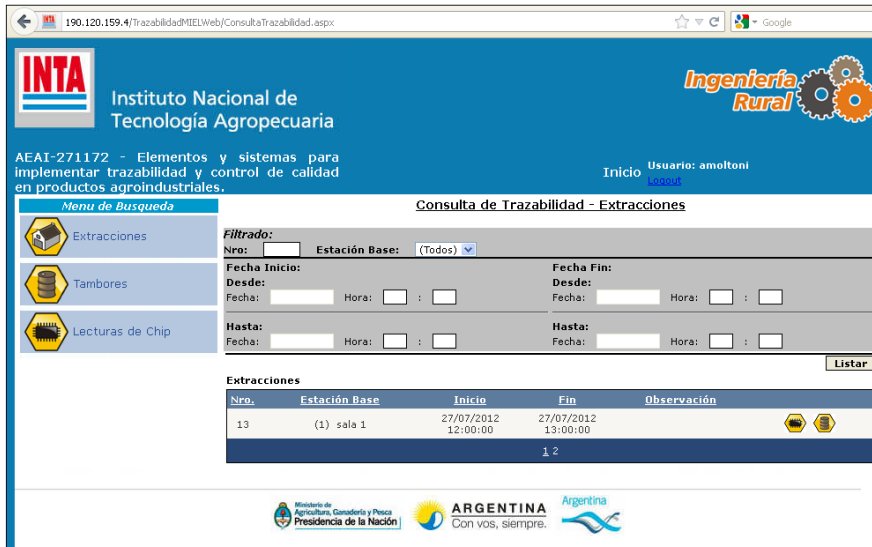 190.120.159.4/TrazabilidadMIELWeb/ConsultaTrazabilidad.aspx
Google
INTA
Instituto Nacional de
Tecnología Agropecuaria
Ingeniería
Rural
AEAI-271172 - Elementos y sistemas para
implementar trazabilidad y control de calidad
en productos agroindustriales.
Inicio
Usuario: amoltoni
Logout
Menu de Busqueda
Extracciones
Tambores
Lecturas de Chip
Consulta de Trazabilidad - Extracciones
Filtrado:
Nro: Estación Base: (Todos)
Fecha Inicio: Fecha Fin:
Desde: Desde:
Fecha: Hora: : Fecha: Hora: :
Hasta: Hasta:
Fecha: Hora: : Fecha: Hora: :
Listar
Extracciones
Nro. Estación Base Inicio Fin Observación
13 (1) sala 1 27/07/2012 12:00:00 27/07/2012 13:00:00
1 2
Ministerio de
Agricultura, Ganadería y Pesca
Presidencia de la Nación
ARGENTINA
Con vos, siempre.
Argentina